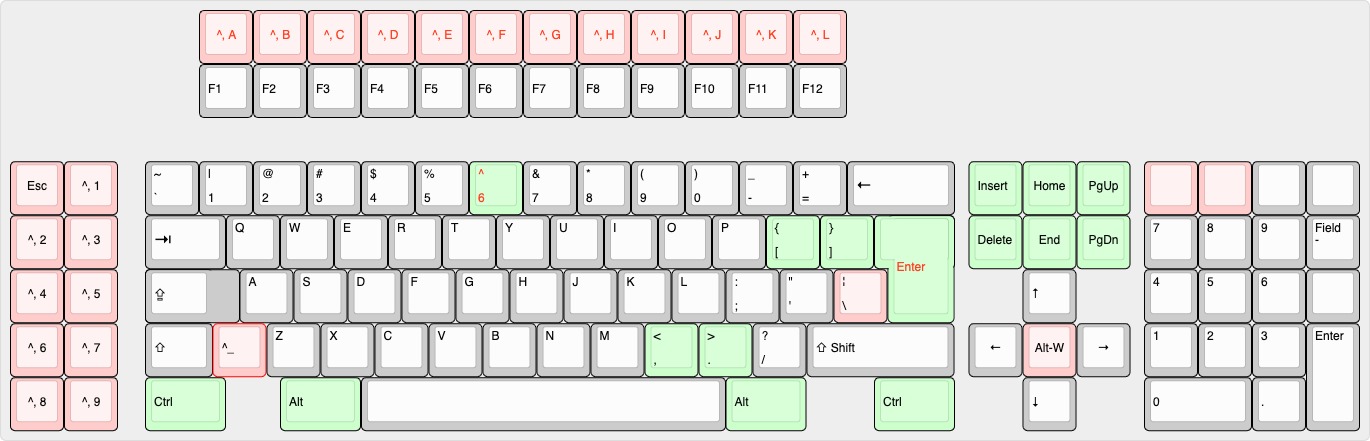 ^, A ^, B ^, C ^, D ^, E ^, F ^, G ^, H ^, I ^, J ^, K ^, L
F1 F2 F3 F4 F5 F6 F7 F8 F9 F10 F11 F12
Esc ^, 1
~ | @ # $ % ^ & * ( ) _ +
` 1 2 3 4 5 6 7 8 9 0 - = ←
Insert Home PgUp
^, 2 ^, 3
⇥ Q W E R T Y U I O P { }
[ ]
Enter
Delete End PgDn
7 8 9 Field
-
^, 4 ^, 5
⇪ A S D F G H J K L : " ¦
; ' \
↑
4 5 6
^, 6 ^, 7
⇧ ^_ Z X C V B N M < > ?
, . /
⇧ Shift
← Alt-W →
1 2 3 Enter
^, 8 ^, 9
Ctrl Alt Alt Ctrl
↓
0 .